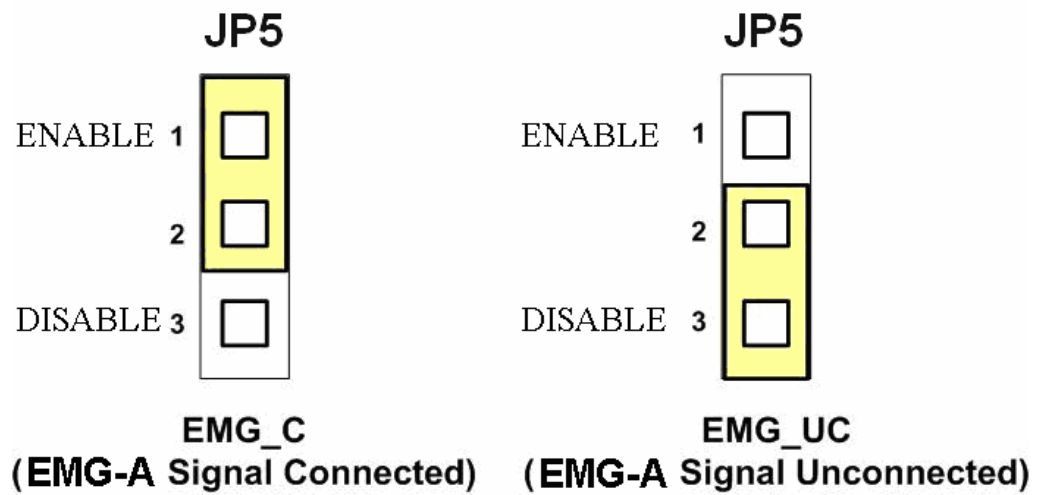 JP5
ENABLE 1
2
DISABLE 3
EMG_C
(EMG-A Signal Connected)
JP5
ENABLE 1
2
DISABLE 3
EMG_UC
(EMG-A Signal Unconnected)